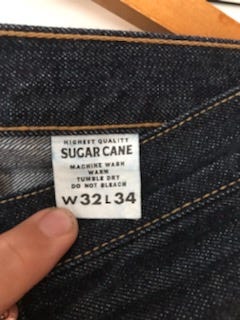 HIGHEST QUALITY
SUGAR CANE
MACHINE WASH
WARM
TUMBLE DRY
DO NOT BLEACH
W32L34